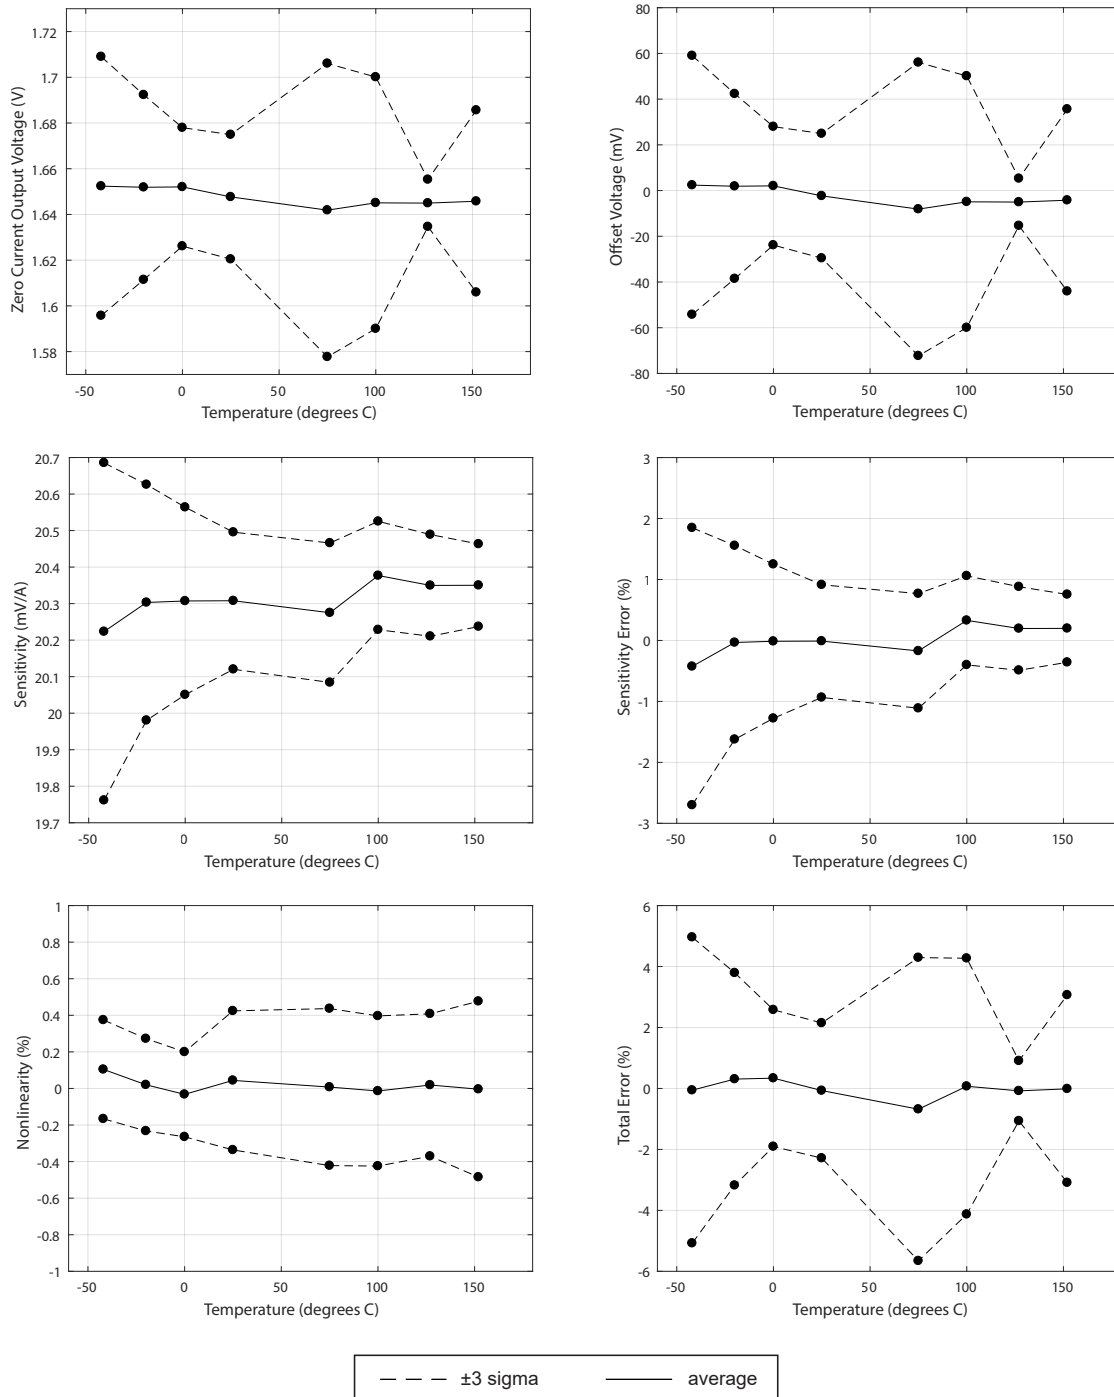 1.72
1.7
1.68
1.66
1.64
1.62
1.6
1.58
Zero Current Output Voltage (V)
-50 0 50 100 150
Temperature (degrees C)
80
60
40
20
0
-20
-40
-60
-80
Offset Voltage (mV)
-50 0 50 100 150
Temperature (degrees C)
20.7
20.6
20.5
20.4
20.3
20.2
20.1
20
19.9
19.8
19.7
Sensitivity (mV/A)
-50 0 50 100 150
Temperature (degrees C)
3
2
1
0
-1
-2
-3
Sensitivity Error (%)
-50 0 50 100 150
Temperature (degrees C)
1
0.8
0.6
0.4
0.2
0
-0.2
-0.4
-0.6
-0.8
-1
Nonlinearity (%)
-50 0 50 100 150
Temperature (degrees C)
6
4
2
0
-2
-4
-6
Total Error (%)
-50 0 50 100 150
Temperature (degrees C)
±3 sigma average